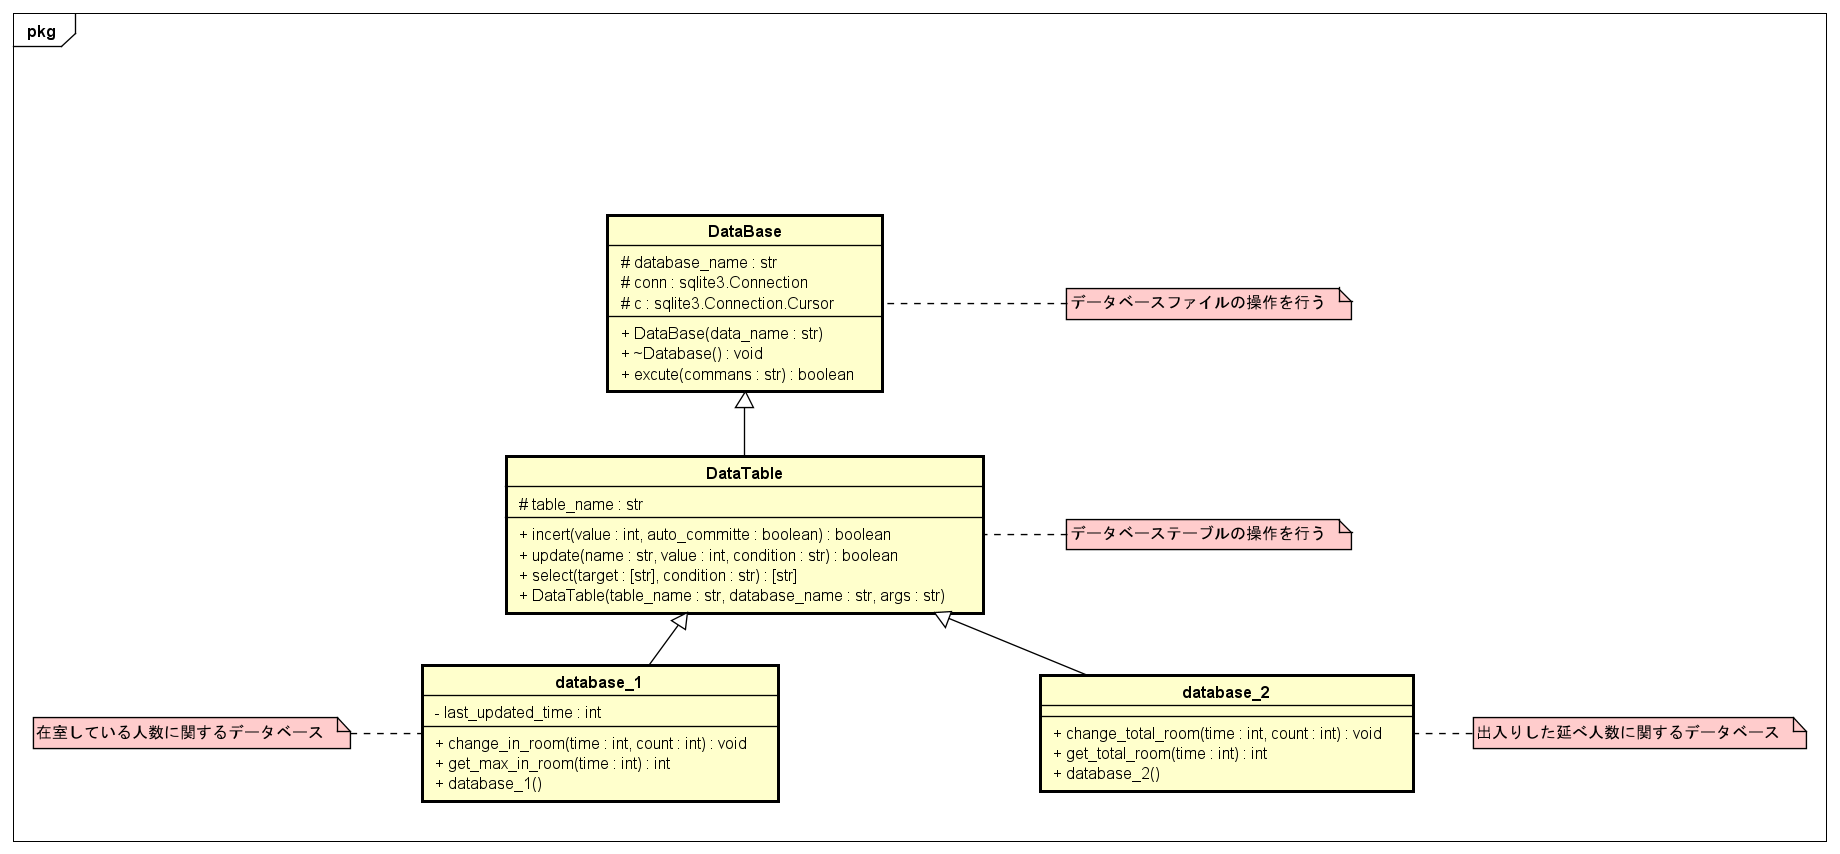 pkg
DataBase
# database_name : str
# conn : sqlite3.Connection
# c : sqlite3.Connection.Cursor
+ DataBase(data_name : str)
+ ~Database() : void
+ excute(commans : str) : boolean
データベースファイルの操作を行う
DataTable
# table_name : str
+ incert(value : int, auto_committe : boolean) : boolean
+ update(name : str, value : int, condition : str) : boolean
+ select(target : [str], condition : str) : [str]
+ DataTable(table_name : str, database_name : str, args : str)
データベーステーブルの操作を行う
在室している人数に関するデータベース
database_1
- last_updated_time : int
+ change_in_room(time : int, count : int) : void
+ get_max_in_room(time : int) : int
+ database_1()
database_2
+ change_total_room(time : int, count : int) : void
+ get_total_room(time : int) : int
+ database_2()
出入りした延べ人数に関するデータベース